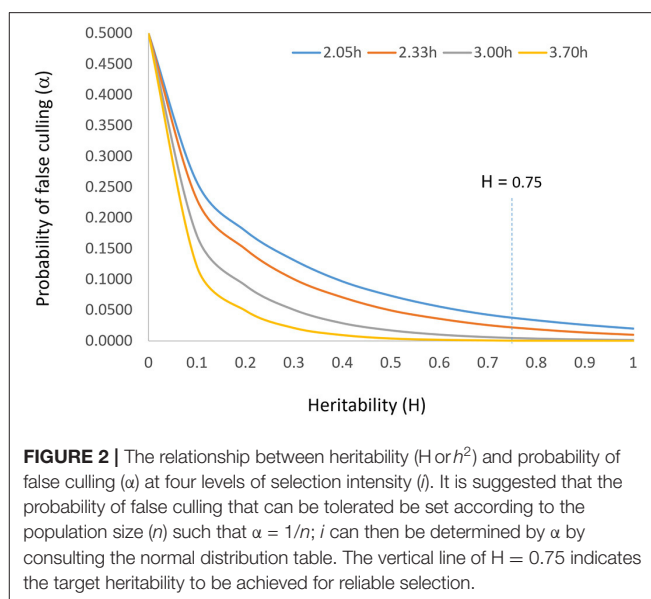 0.5000
2.05h 2.33h 3.00h 3.70h
0.4500
0.4000
0.3500
0.3000
0.2500
0.2000
0.1500
0.1000
0.0500
0.0000
Probability of false culling (α)
H = 0.75
0 0.1 0.2 0.3 0.4 0.5 0.6 0.7 0.8 0.9 1
Heritability (H)
FIGURE 2 | The relationship between heritability (H or h²) and probability of
false culling (α) at four levels of selection intensity (i). It is suggested that the
probability of false culling that can be tolerated be set according to the
population size (n) such that α = 1/n; i can then be determined by α by
consulting the normal distribution table. The vertical line of H = 0.75 indicates
the target heritability to be achieved for reliable selection.